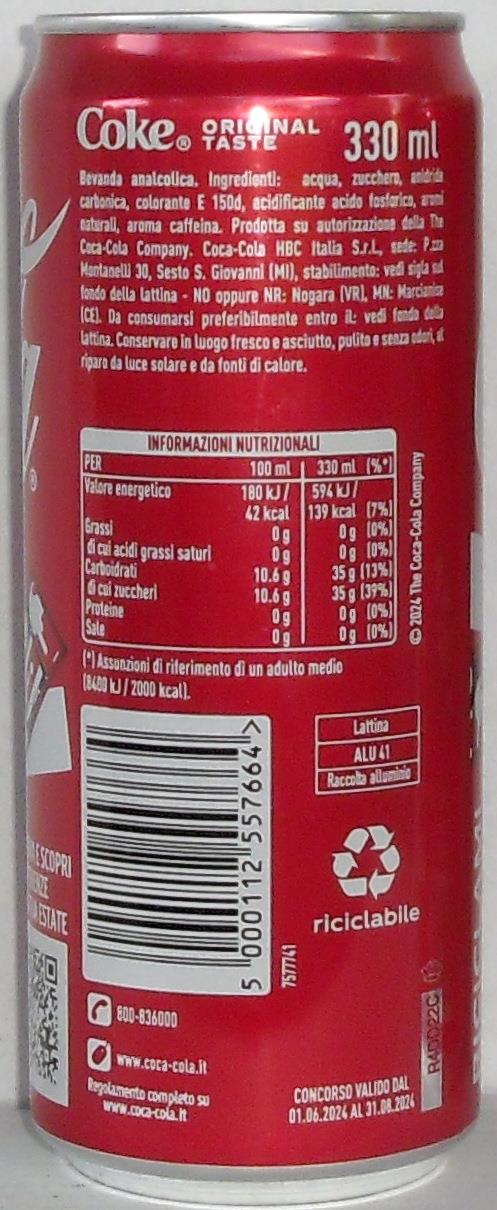 Coke® ORIGINAL TASTE 330 ml
Bevanda analcolica. Ingredienti: acqua, zucchero, anidride
carbonica, colorante E 150d, acidificante acido fosforico, aromi
naturali, aroma caffeina. Prodotta su autorizzazione della The
Coca-Cola Company. Coca-Cola HBC Italia S.r.l., sede: P.zza
Montanelli 30, Sesto S. Giovanni (MI), stabilimento: vedi sigla sul
fondo della lattina - NO oppure NR: Nogara (VR), MN: Marcianise
(CE). Da consumarsi preferibilmente entro il: vedi fondo della
lattina. Conservare in luogo fresco e asciutto, pulito e senza odori, al
riparo da luce solare e da fonti di calore.
INFORMAZIONI NUTRIZIONALI
PER 100 ml 330 ml (%*)
Valore energetico 180 kJ / 594 kJ /
42 kcal 139 kcal (7%)
Grassi 0 g 0 g (0%)
di cui acidi grassi saturi 0 g 0 g (0%)
Carboidrati 10.6 g 35 g (13%)
di cui zuccheri 10.6 g 35 g (39%)
Proteine 0 g 0 g (0%)
Sale 0 g 0 g (0%)
(*) Assunzioni di riferimento di un adulto medio
(8400 kJ / 2000 kcal).
© 2024 The Coca-Cola Company
Lattina
ALU 41
Raccolta alluminio
riciclabile
5 000112 557664 >
7577741
E SCOPRI
ESTATE
800-836000
www.coca-cola.it
Regolamento completo su
www.coca-cola.it
CONCORSO VALIDO DAL
01.06.2024 AL 31.08.2024
R40D22C